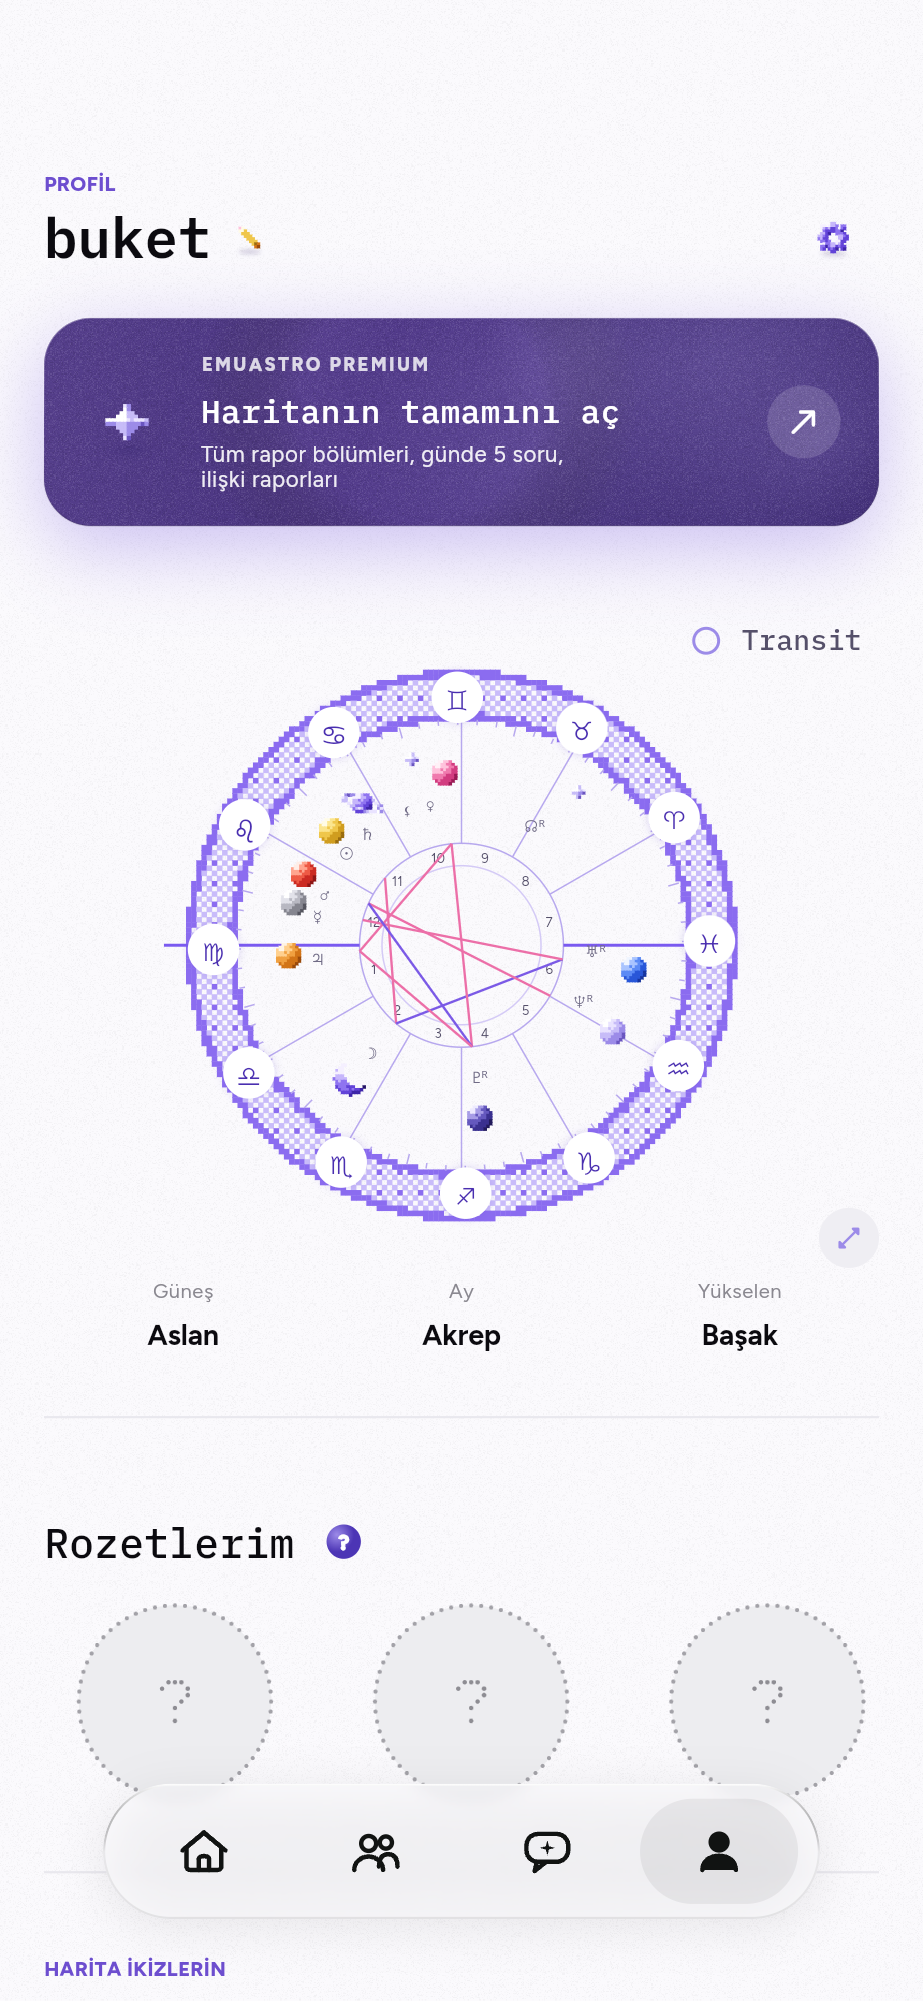 PROFİL
buket
EMUASTRO PREMIUM
Haritanın tamamını aç
Tüm rapor bölümleri, günde 5 soru,
ilişki raporları
Transit
♊
♋
♉
♌
♈
♀
☊R
♄
☉
10
9
11
8
♂
☿
12
7
♍
♓
♃
♅R
1
6
♆R
2
5
3
4
☽
♎
♒
♇R
♏
♑
♐
Güneş
Ay
Yükselen
Aslan
Akrep
Başak
Rozetlerim ?
? ? ?
HARİTA İKİZLERİN